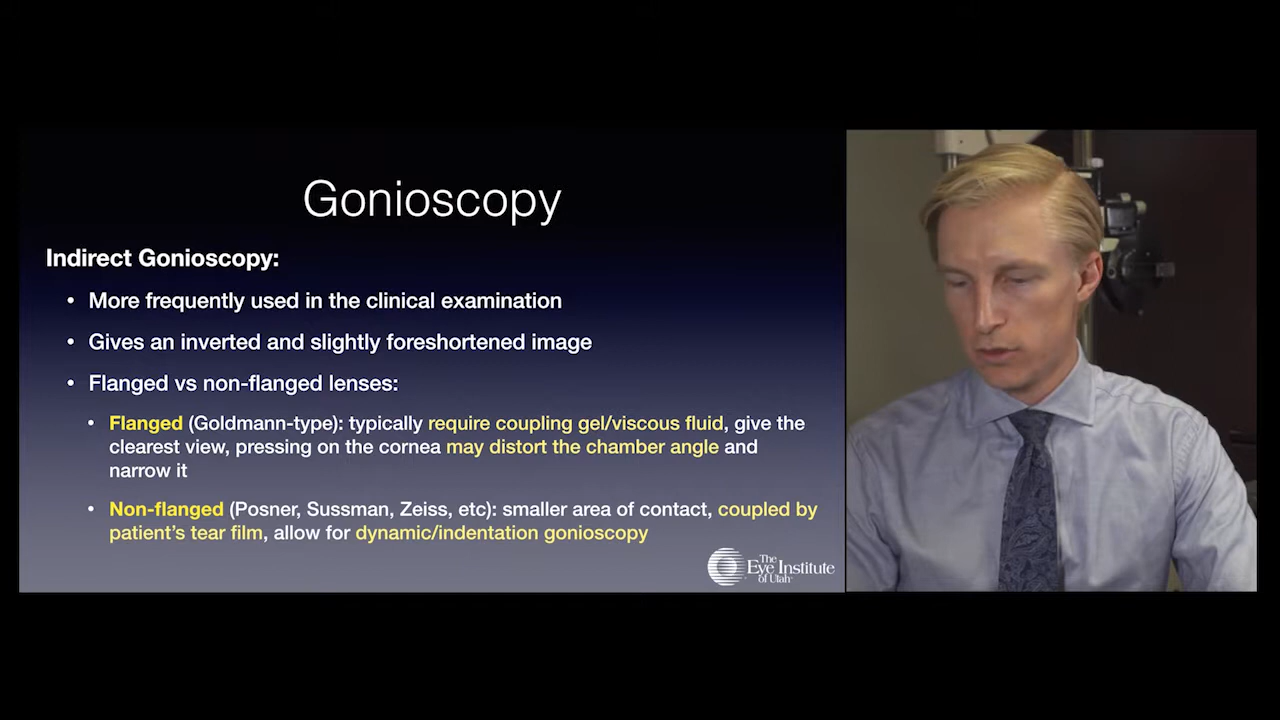 Gonioscopy
Indirect Gonioscopy:
• More frequently used in the clinical examination
• Gives an inverted and slightly foreshortened image
• Flanged vs non-flanged lenses:
• Flanged (Goldmann-type): typically require coupling gel/viscous fluid, give the
clearest view, pressing on the cornea may distort the chamber angle and
narrow it
• Non-flanged (Posner, Sussman, Zeiss, etc): smaller area of contact, coupled by
patient's tear film, allow for dynamic/indentation gonioscopy
The
Eye Institute
of Utah